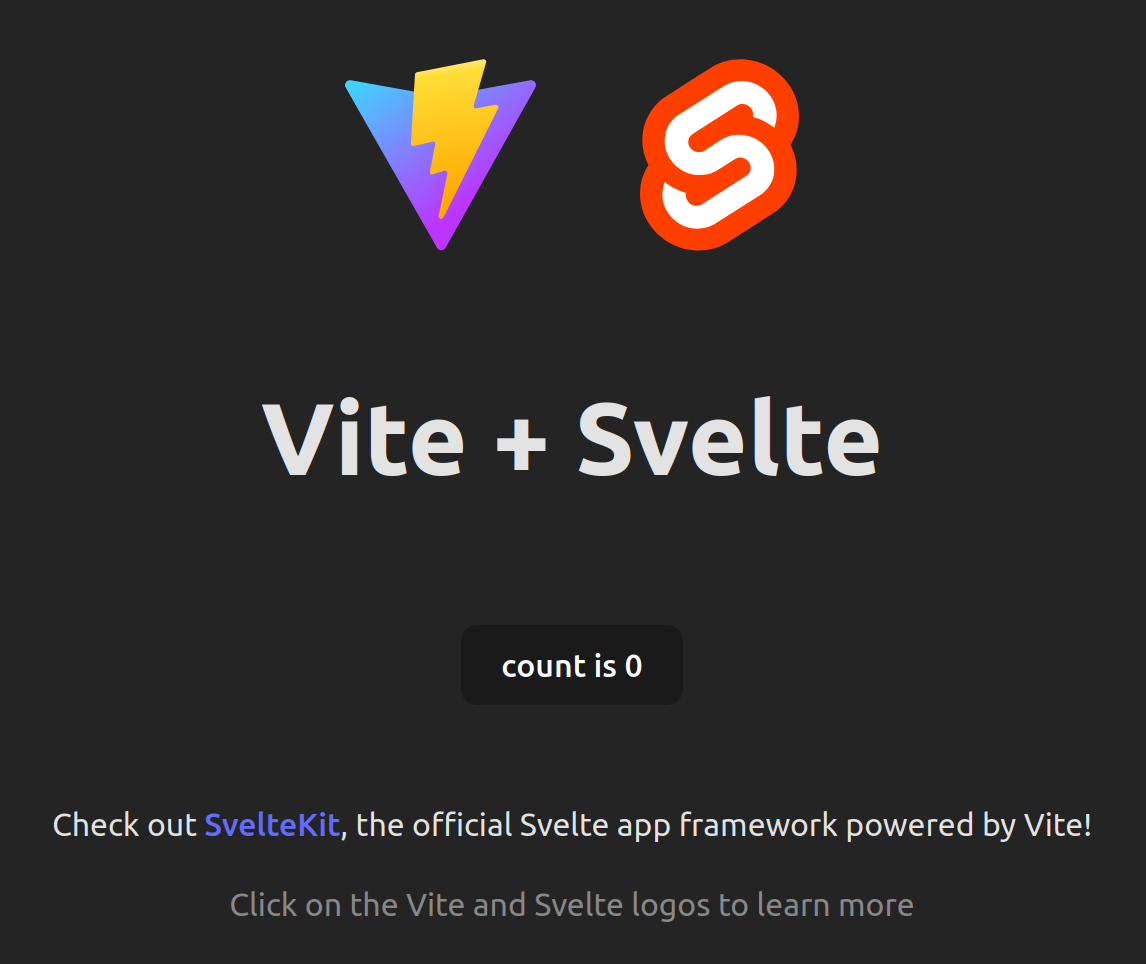 Vite + Svelte
count is 0
Check out SvelteKit, the official Svelte app framework powered by Vite!
Click on the Vite and Svelte logos to learn more